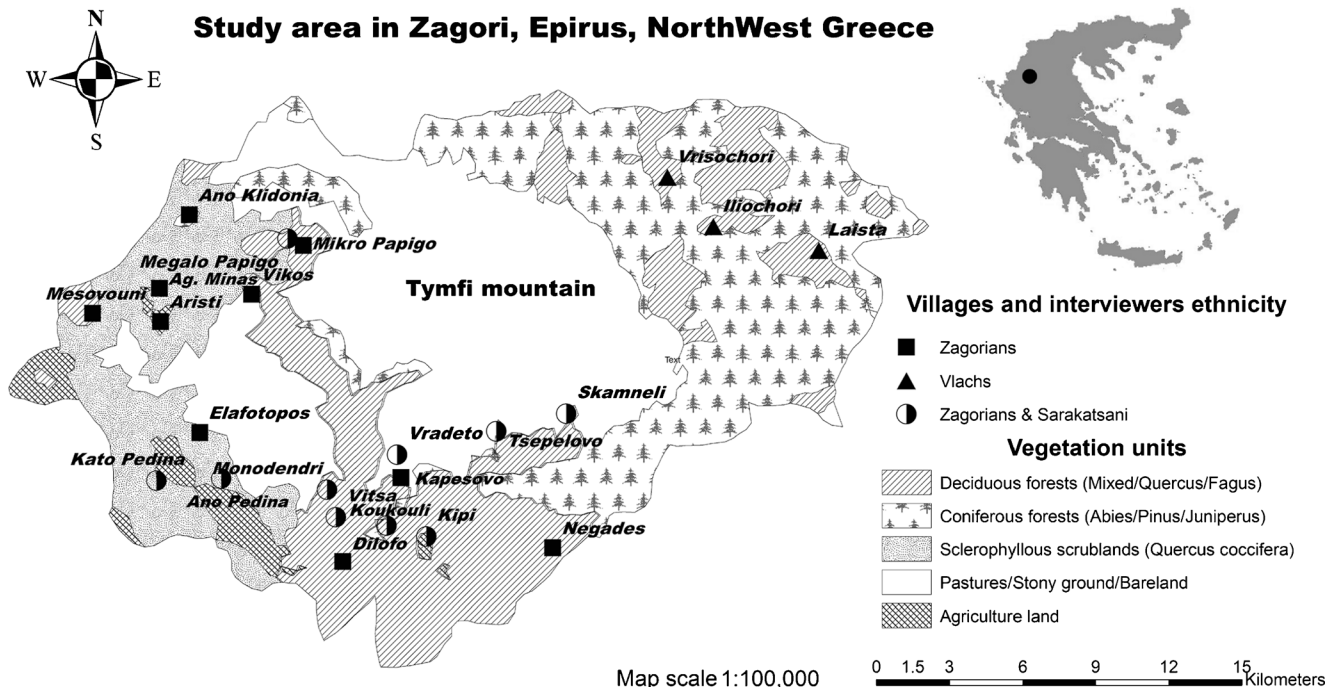 Study area in Zagori, Epirus, NorthWest Greece
N
W
E
S
Vrisochori
Ano Klidonia
Iliochori
Laista
Mikro Papigo
Megalo Papigo
Ag. Minas
Vikos
Mesovouni
Aristi
Tymfi mountain
Text
Skamneli
Elafotopos
Vradeto
Tsepelovo
Kato Pedina
Monodendri
Kapesovo
Ano Pedina
Vitsa
Koukouli
Kipi
Negades
Dilofo
Villages and interviewers ethnicity
Zagorians
Vlachs
Zagorians & Sarakatsani
Vegetation units
Deciduous forests (Mixed/Quercus/Fagus)
Coniferous forests (Abies/Pinus/Juniperus)
Sclerophyllous scrublands (Quercus coccifera)
Pastures/Stony ground/Bareland
Agriculture land
Map scale 1:100,000
0 1.5 3 6 9 12 15
Kilometers